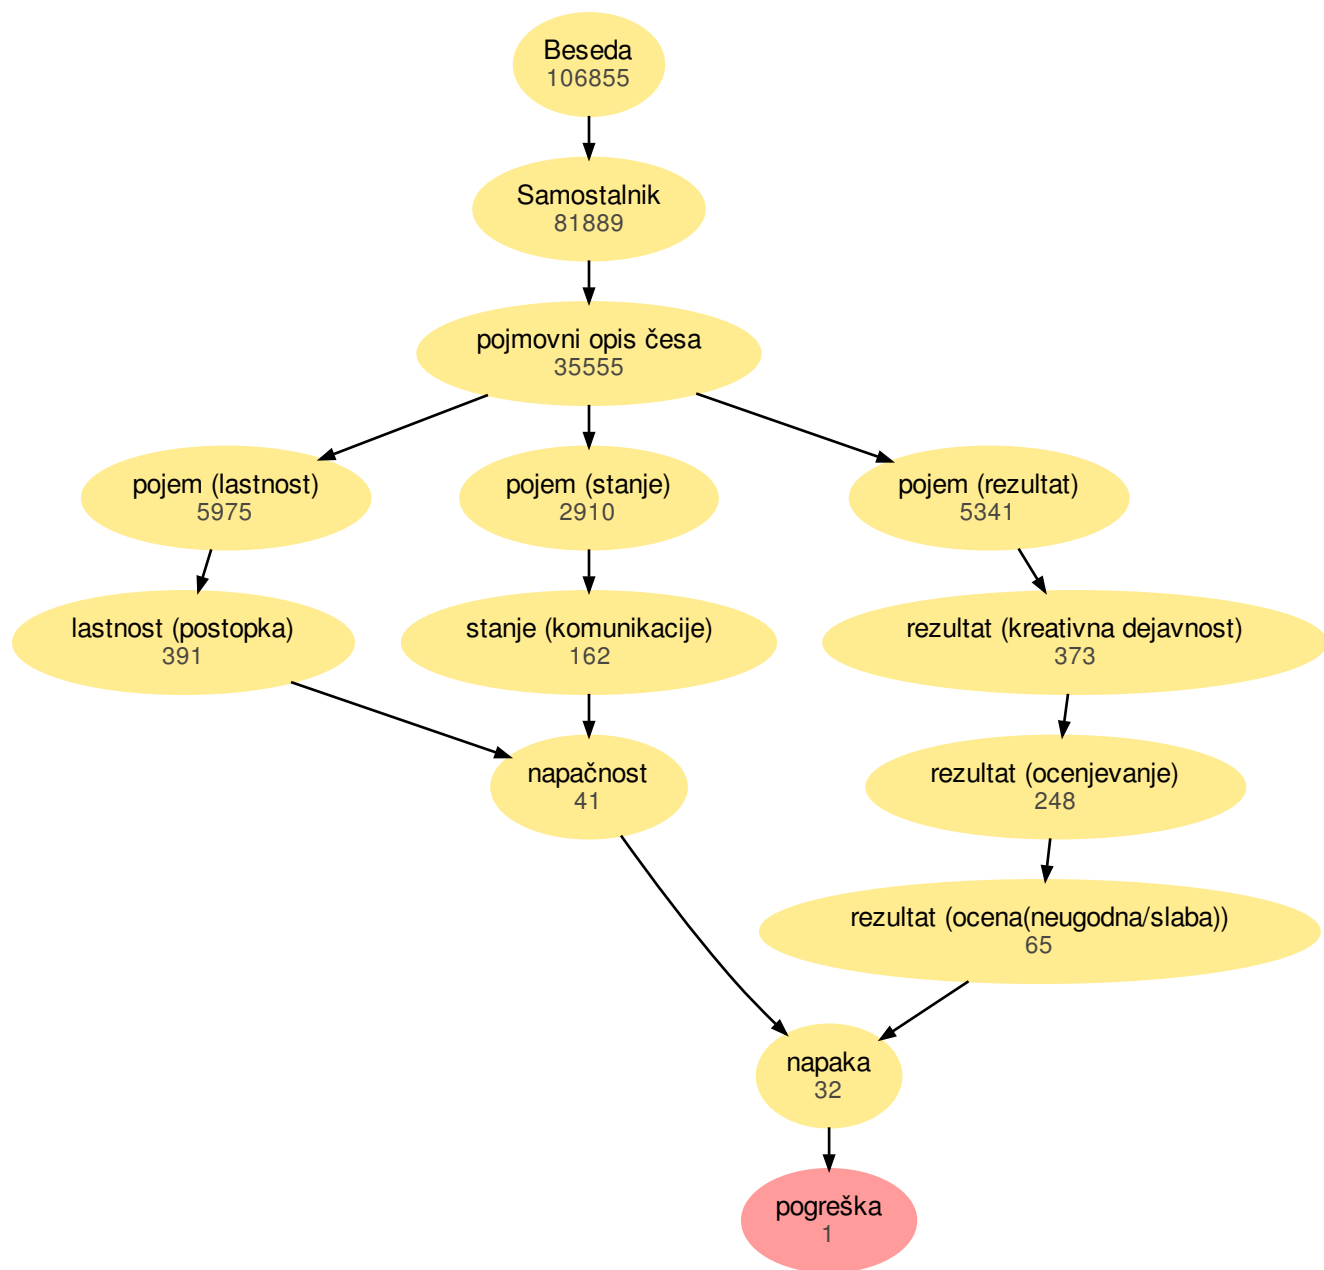 Beseda
106855
Samostalnik
81889
pojmovni opis česa
35555
pojem (lastnost)
5975
pojem (stanje)
2910
pojem (rezultat)
5341
lastnost (postopka)
391
stanje (komunikacije)
162
rezultat (kreativna dejavnost)
373
napačnost
41
rezultat (ocenjevanje)
248
rezultat (ocena(neugodna/slaba))
65
napaka
32
pogreška
1